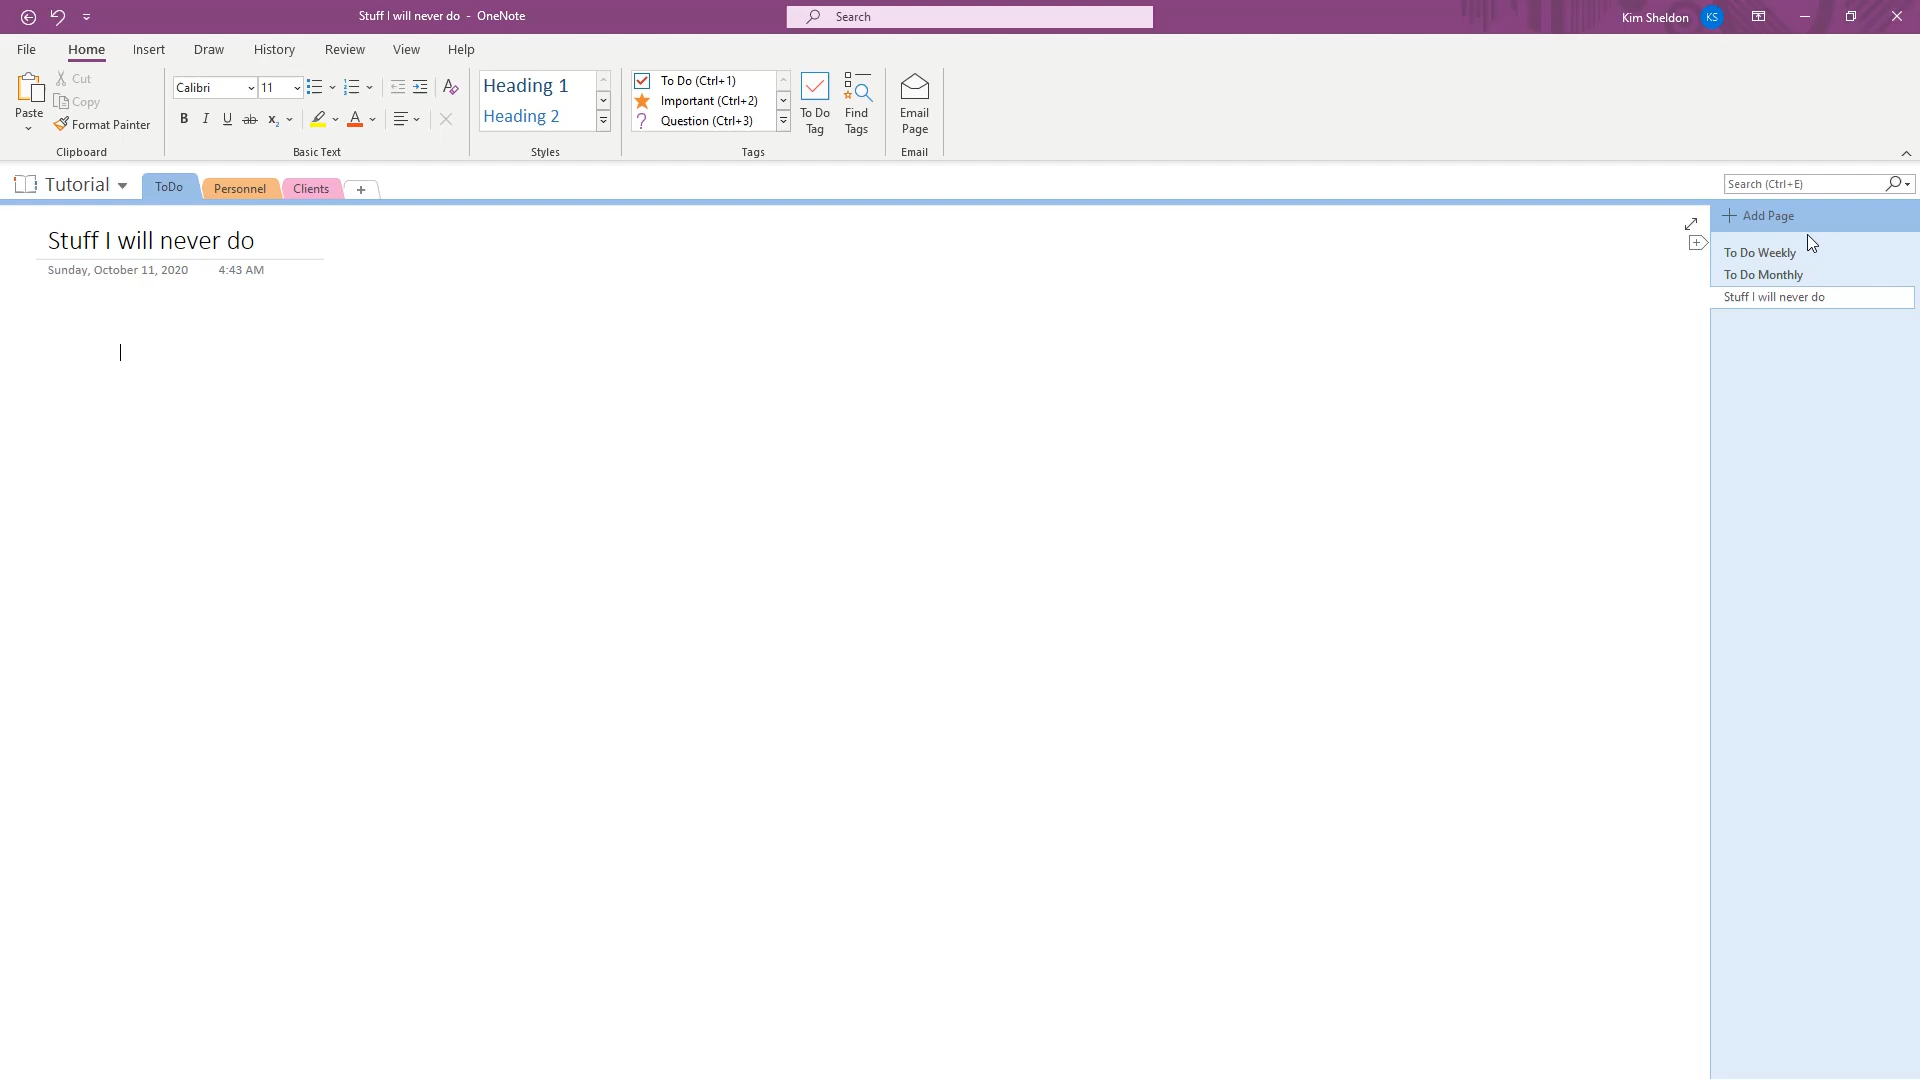 Stuff I will never do - OneNote
Search
Kim Sheldon
KS
File Home Insert Draw History Review View Help
Paste
Cut
Copy
Format Painter
Clipboard
Calibri 11
B I U ab x₂ A
Basic Text
Heading 1
Heading 2
Styles
To Do (Ctrl+1)
Important (Ctrl+2)
Question (Ctrl+3)
To Do
Tag
Find
Tags
Tags
Email
Page
Email
Tutorial
ToDo
Personnel
Clients
Search (Ctrl+E)
Stuff I will never do
Sunday, October 11, 2020 4:43 AM
Add Page
To Do Weekly
To Do Monthly
Stuff I will never do